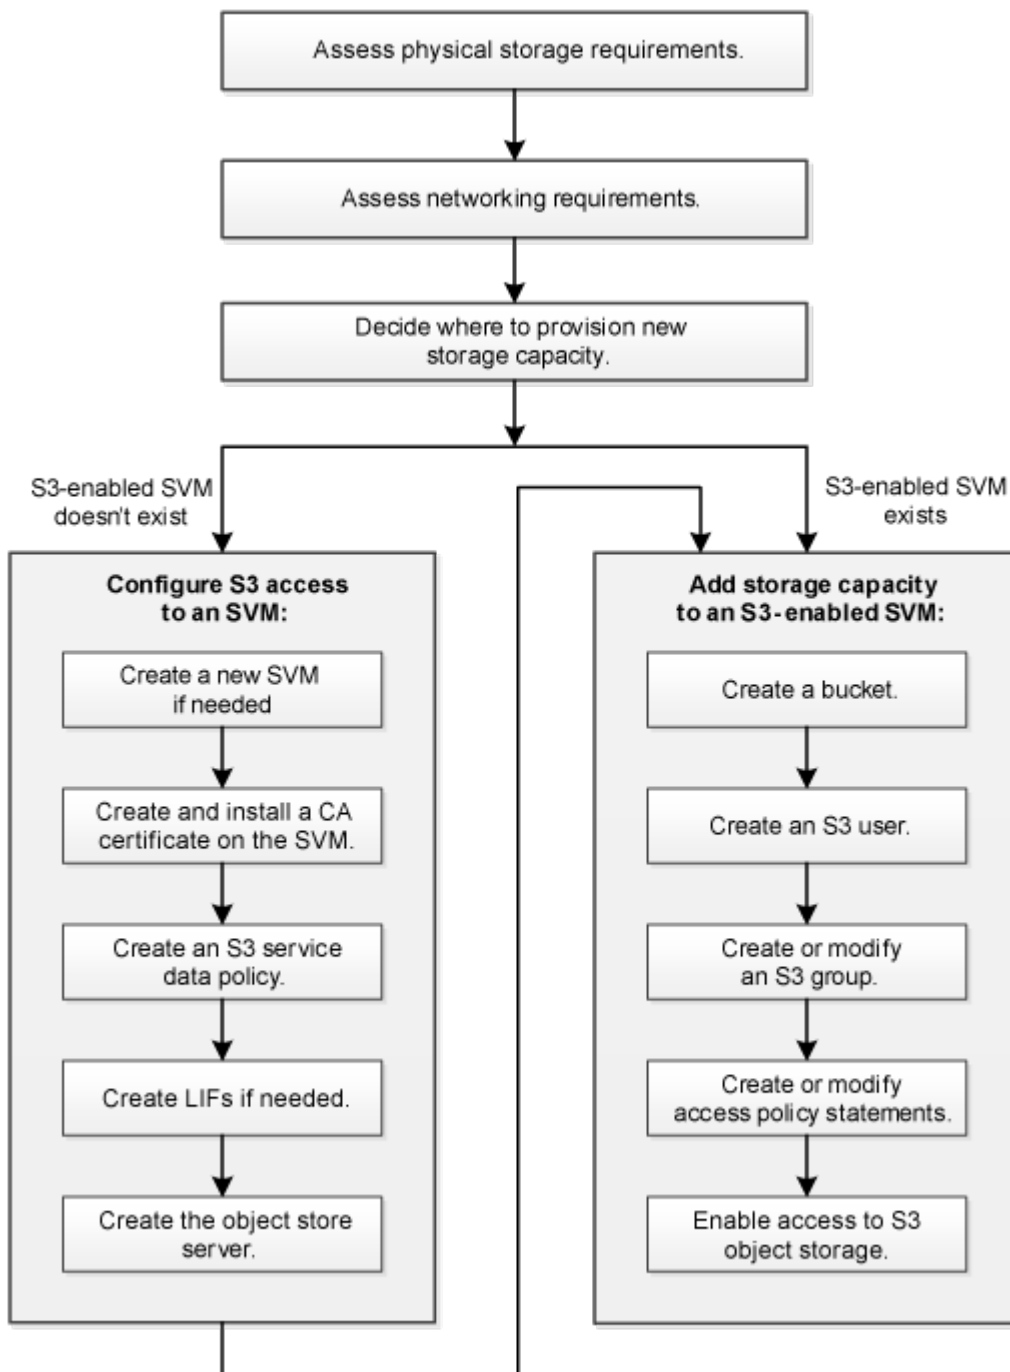 Assess physical storage requirements.
Assess networking requirements.
Decide where to provision new
storage capacity.
S3-enabled SVM
doesn't exist
S3-enabled SVM
exists
Configure S3 access
to an SVM:
Create a new SVM
if needed
Create and install a CA
certificate on the SVM.
Create an S3 service
data policy.
Create LIFs if needed.
Create the object store
server.
Add storage capacity
to an S3-enabled SVM:
Create a bucket.
Create an S3 user.
Create or modify
an S3 group.
Create or modify
access policy statements.
Enable access to S3
object storage.